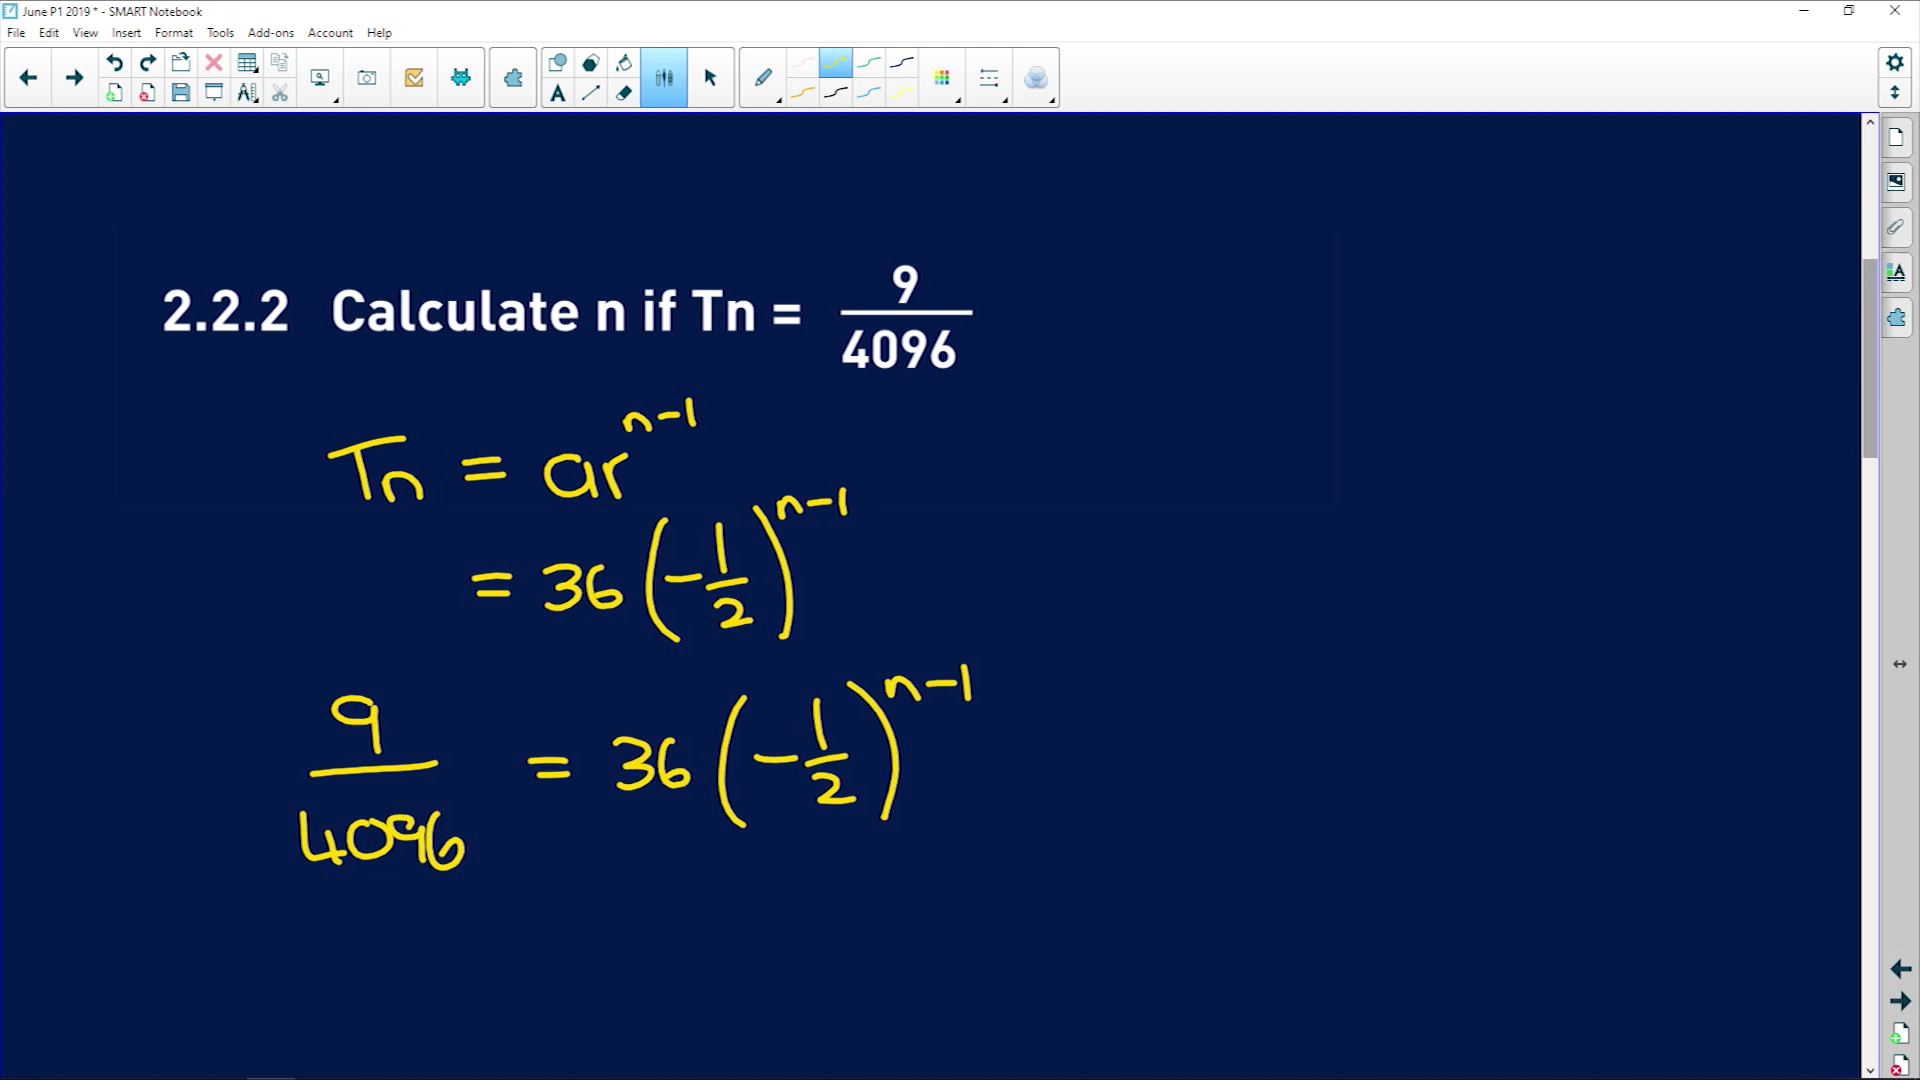 June P1 2019 * - SMART Notebook
File Edit View Insert Format Tools Add-ons Account Help
2.2.2 Calculate n if Tn = 9/4096
Tn = ar^(n-1)
= 36 (-1/2)^(n-1)
9/4096 = 36 (-1/2)^(n-1)